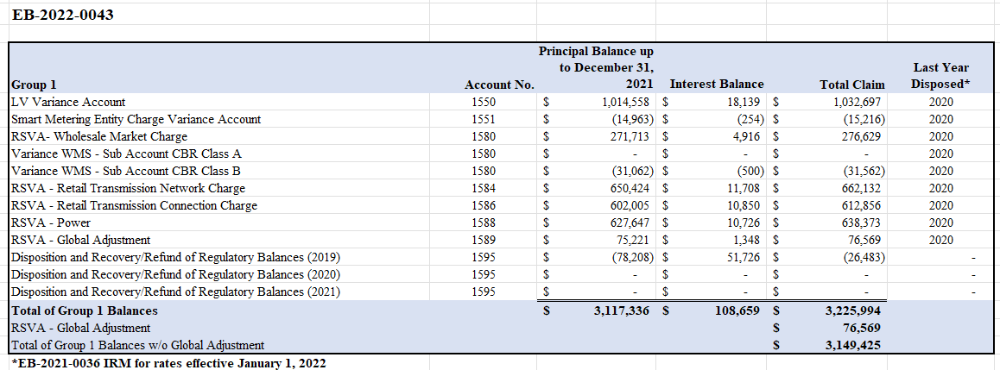 EB-2022-0043
Principal Balance up
to December 31, Last Year
Group 1 Account No. 2021 Interest Balance Total Claim Disposed*
LV Variance Account 1550 $ 1,014,558 $ 18,139 $ 1,032,697 2020
Smart Metering Entity Charge Variance Account 1551 $ (14,963) $ (254) $ (15,216) 2020
RSVA- Wholesale Market Charge 1580 $ 271,713 $ 4,916 $ 276,629 2020
Variance WMS - Sub Account CBR Class A 1580 $ - $ - $ - 2020
Variance WMS - Sub Account CBR Class B 1580 $ (31,062) $ (500) $ (31,562) 2020
RSVA - Retail Transmission Network Charge 1584 $ 650,424 $ 11,708 $ 662,132 2020
RSVA - Retail Transmission Connection Charge 1586 $ 602,005 $ 10,850 $ 612,856 2020
RSVA - Power 1588 $ 627,647 $ 10,726 $ 638,373 2020
RSVA - Global Adjustment 1589 $ 75,221 $ 1,348 $ 76,569 2020
Disposition and Recovery/Refund of Regulatory Balances (2019) 1595 $ (78,208) $ 51,726 $ (26,483) -
Disposition and Recovery/Refund of Regulatory Balances (2020) 1595 $ - $ - $ - -
Disposition and Recovery/Refund of Regulatory Balances (2021) 1595 $ - $ - $ - -
Total of Group 1 Balances $ 3,117,336 $ 108,659 $ 3,225,994
RSVA - Global Adjustment $ 76,569
Total of Group 1 Balances w/o Global Adjustment $ 3,149,425
*EB-2021-0036 IRM for rates effective January 1, 2022